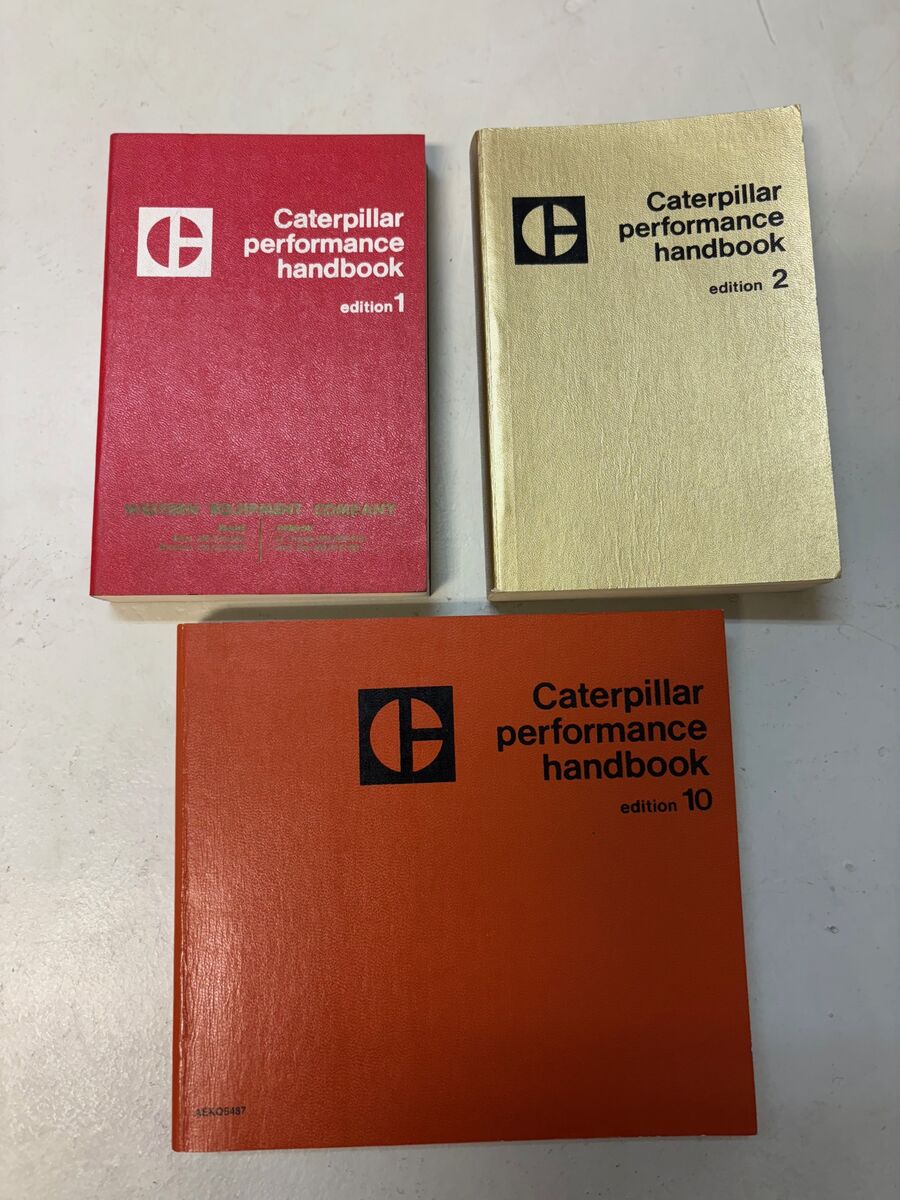 Caterpillar
performance
handbook
edition 1
WESTERN EQUIPMENT COMPANY
Caterpillar
performance
handbook
edition 2
Caterpillar
performance
handbook
edition 10
AEKQ5487